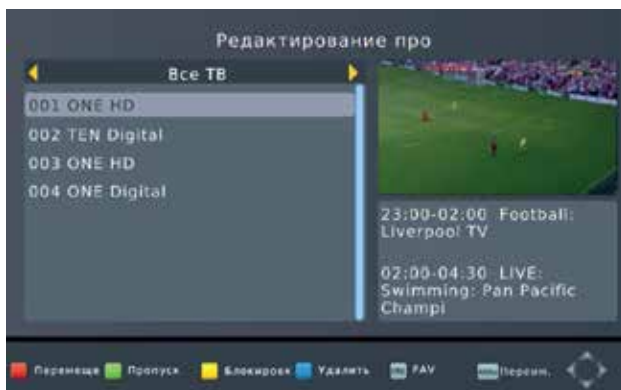 Редактирование про
Все ТВ
001 ONE HD
002 TEN Digital
003 ONE HD
004 ONE Digital
23:00-02:00 Football:
Liverpool TV
02:00-04:30 LIVE:
Swimming: Pan Pacific
Champi
Перемеще Пропуск Блокировк Удалить FAV Переим.